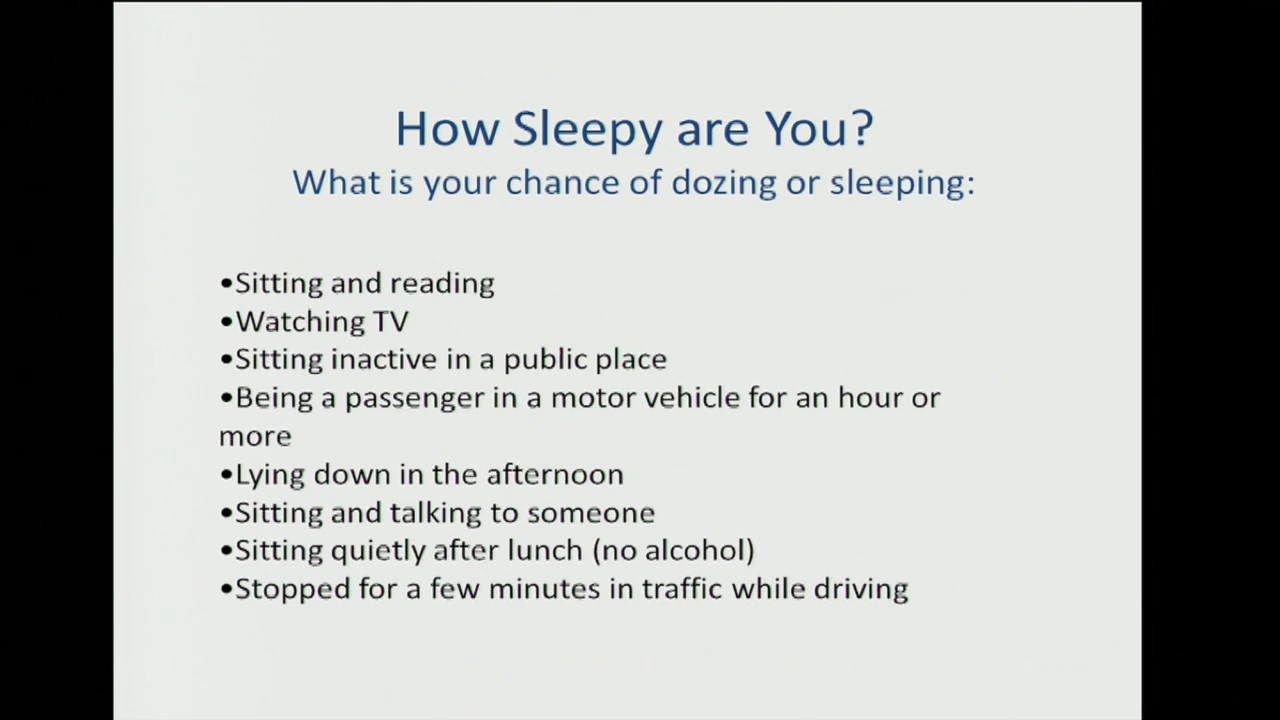 How Sleepy are You?
What is your chance of dozing or sleeping:
•Sitting and reading
•Watching TV
•Sitting inactive in a public place
•Being a passenger in a motor vehicle for an hour or
more
•Lying down in the afternoon
•Sitting and talking to someone
•Sitting quietly after lunch (no alcohol)
•Stopped for a few minutes in traffic while driving